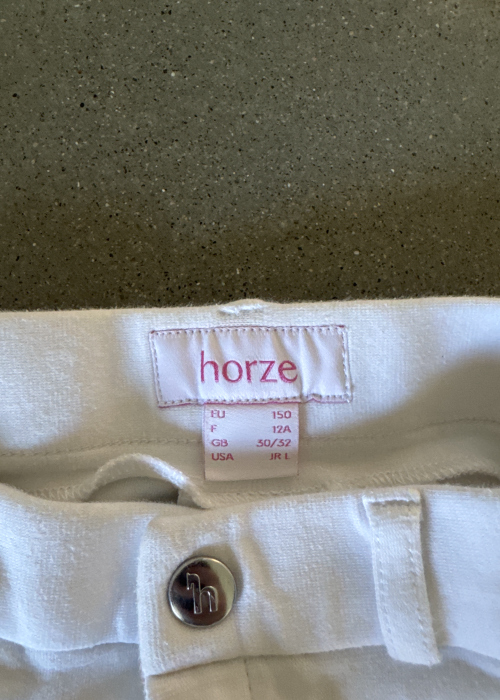 horze
EU 150
F 12A
GB 30/32
USA JR L
h